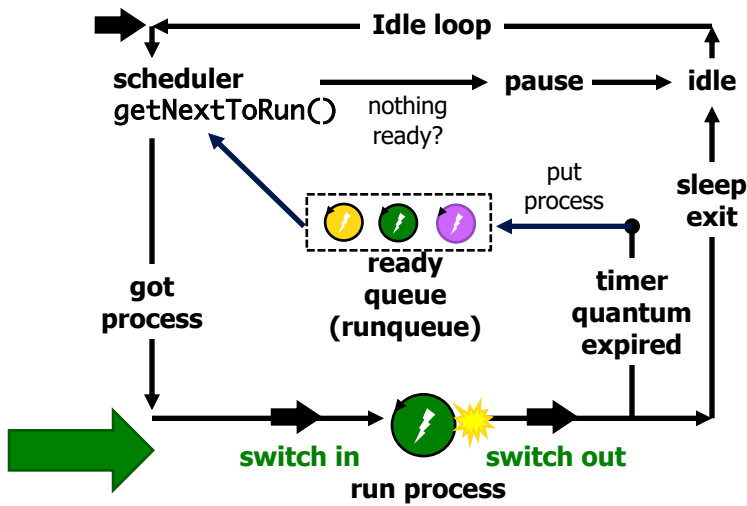 Idle loop
scheduler
getNextToRun()
nothing
ready?
pause
idle
put
process
sleep
exit
ready
queue
(runqueue)
got
process
timer
quantum
expired
switch in
switch out
run process